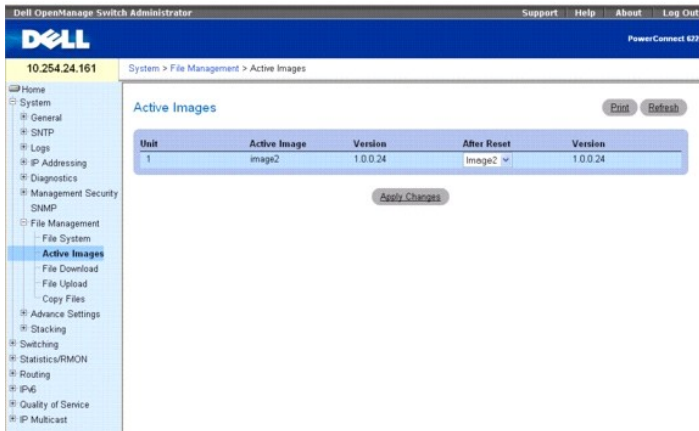 Dell OpenManage Switch Administrator
Support Help About Log Out
DELL
PowerConnect 622
10.254.24.161
System > File Management > Active Images
Home
System
General
SNTP
Logs
IP Addressing
Diagnostics
Management Security
SNMP
File Management
File System
Active Images
File Download
File Upload
Copy Files
Advance Settings
Stacking
Switching
Statistics/RMON
Routing
IPv6
Quality of Service
IP Multicast
Active Images
Print Refresh
Unit Active Image Version After Reset Version
1 image2 1.0.0.24 Image2 1.0.0.24
Apply Changes